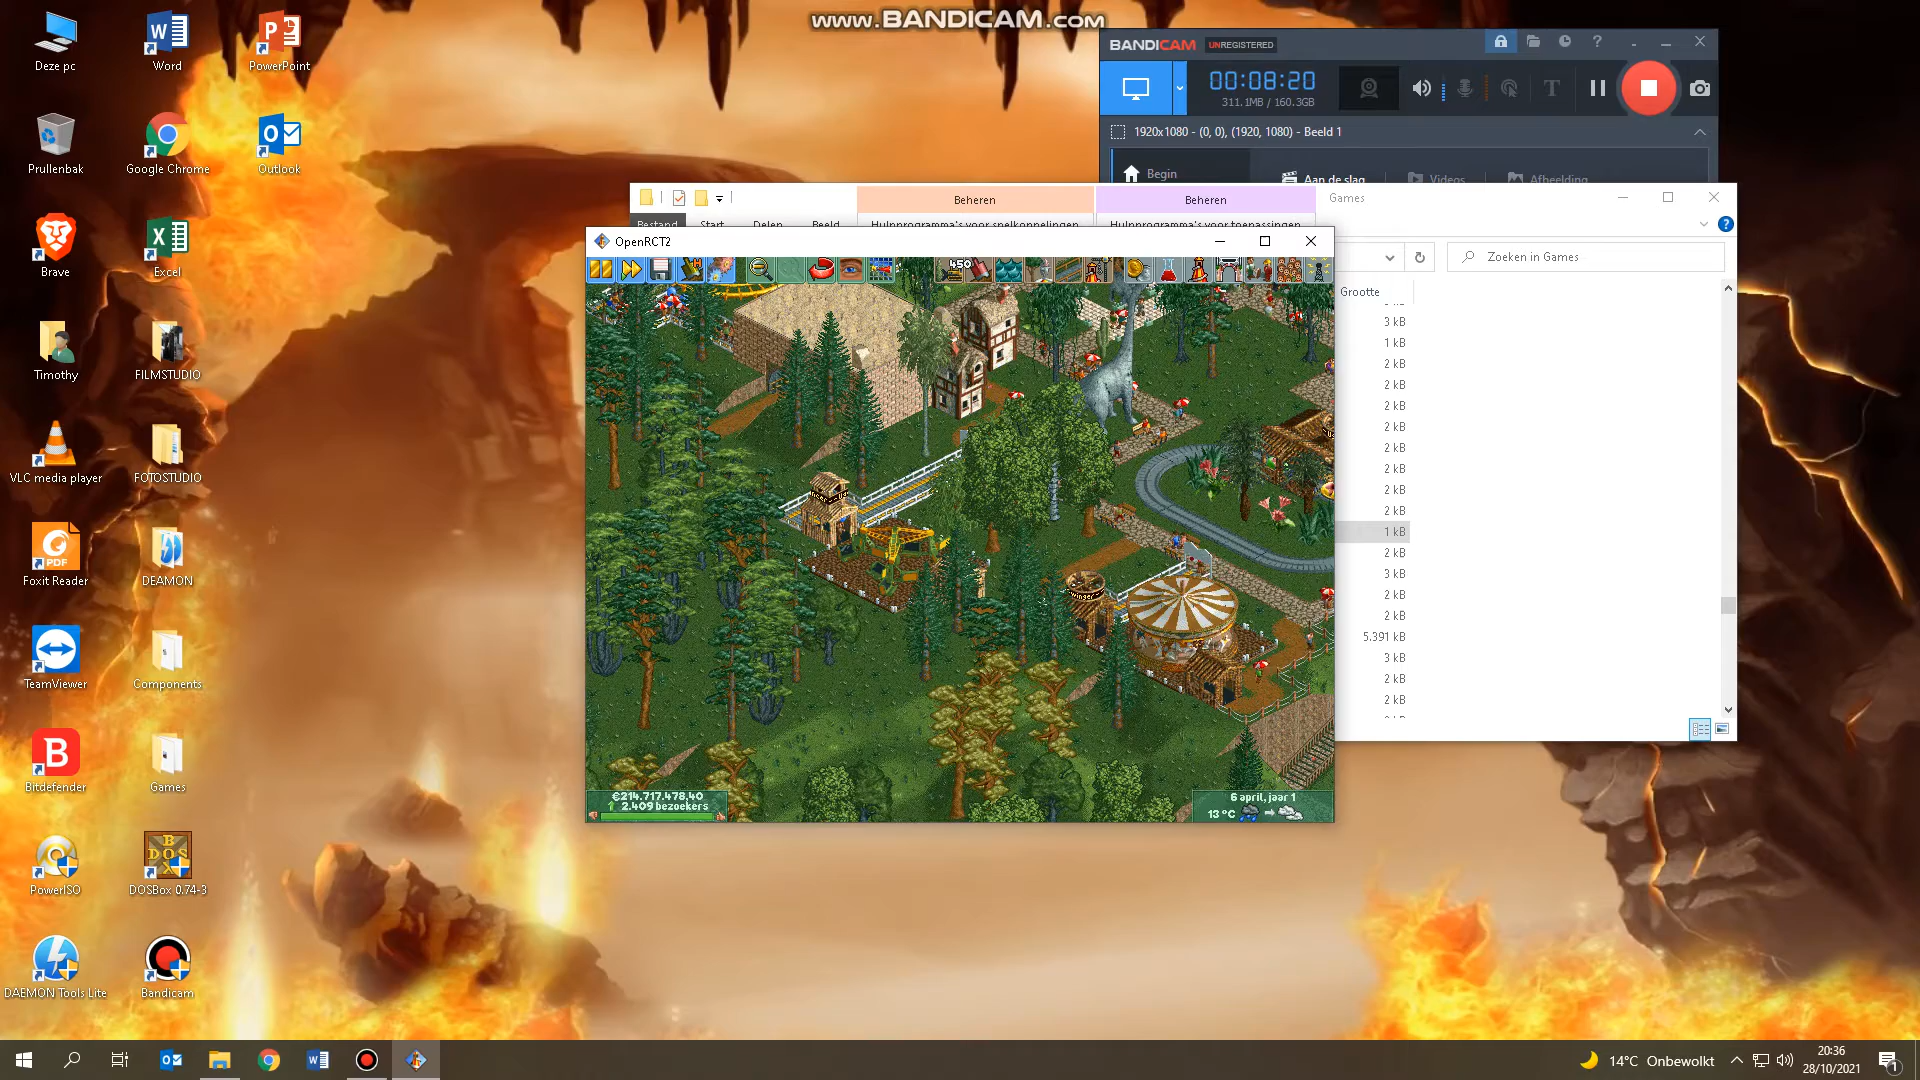 www.BANDICAM.com
Deze pc
Word
PowerPoint
Prullenbak
Google Chrome
Outlook
Brave
Excel
Timothy
FILMSTUDIO
VLC media player
FOTOSTUDIO
Foxit Reader
PDF
DEAMON
TeamViewer
Components
Bitdefender
Games
PowerISO
DOSBox 0.74-3
DAEMON Tools Lite
Bandicam
BANDICAM UNREGISTERED
00:08:20
311.1MB / 160.3GB
1920x1080 - (0, 0), (1920, 1080) - Beeld 1
Begin
Aan de slag
Videos
Afbeelding
Beheren
Beheren
Games
Bestand
Start
Delen
Beeld
Hulpprogramma's voor snelkoppelingen
Hulpprogramma's voor toepassingen
Zoeken in Games
Grootte
3 kB
1 kB
2 kB
2 kB
2 kB
2 kB
2 kB
2 kB
2 kB
2 kB
1 kB
2 kB
3 kB
2 kB
2 kB
5.391 kB
3 kB
2 kB
2 kB
OpenRCT2
450
€214.717.478,40
2.409 bezoekers
6 april, jaar 1
13°C
14°C Onbewolkt
20:36
28/10/2021
1